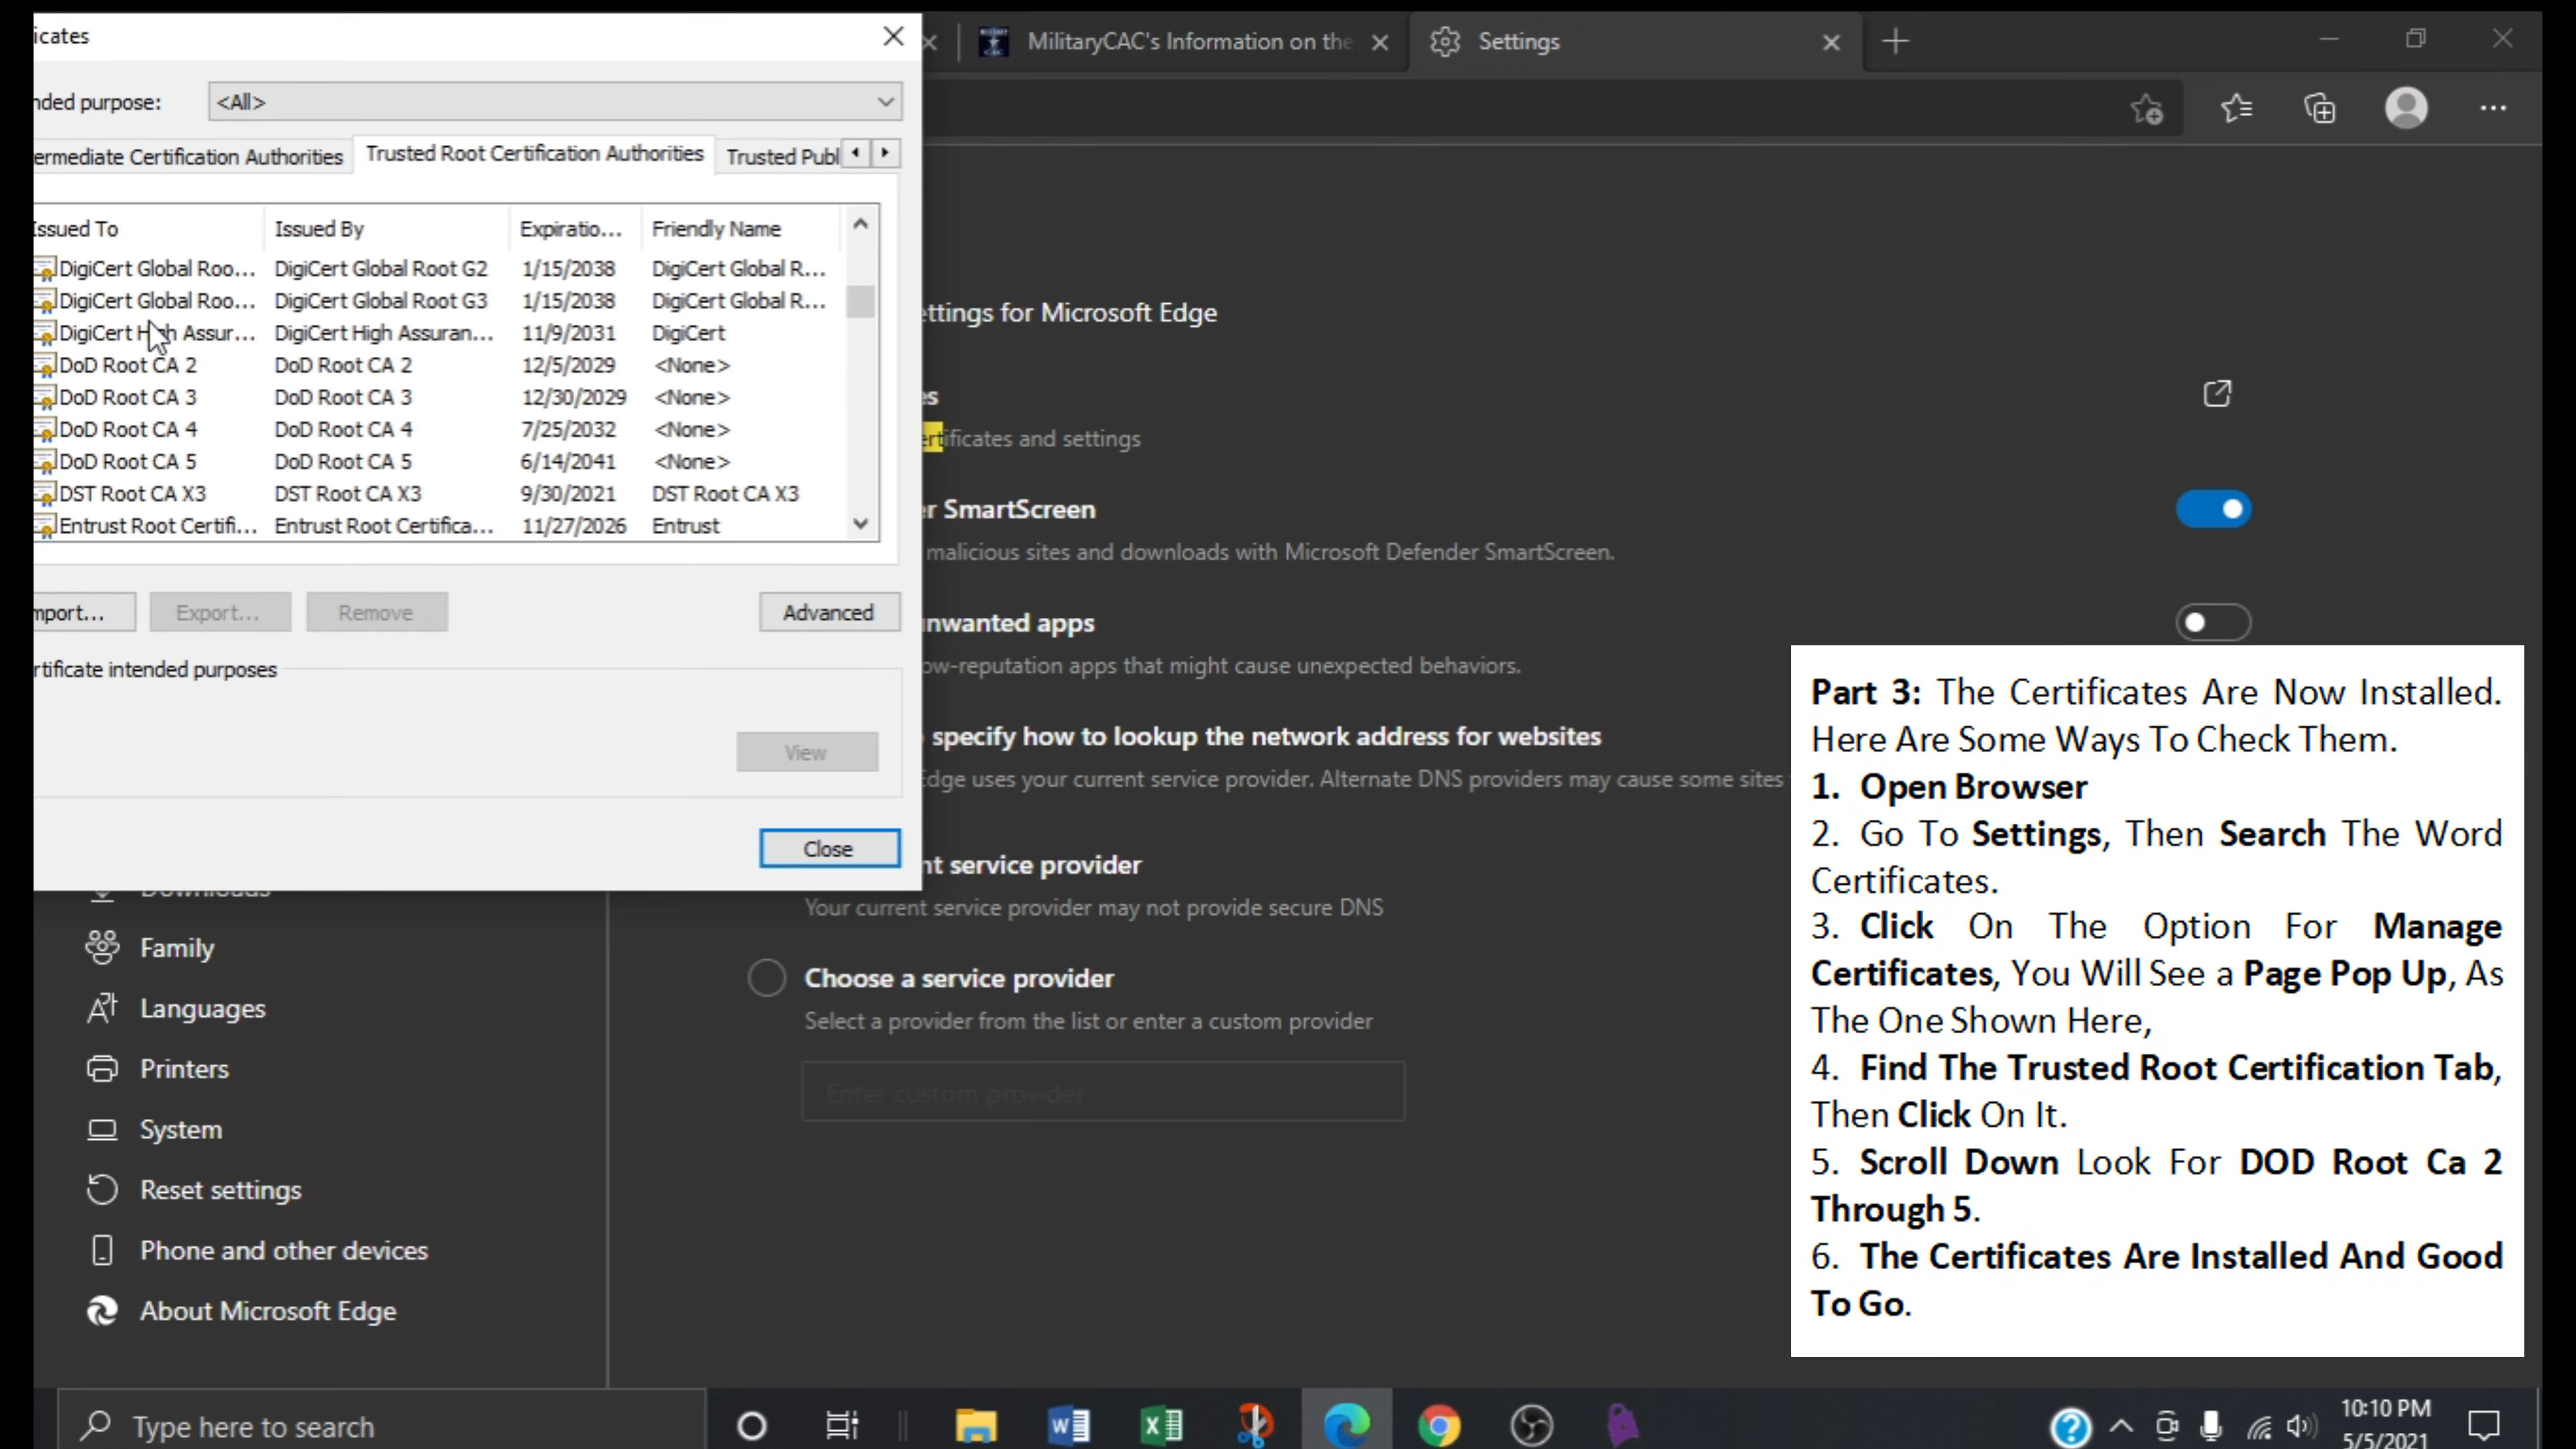 icates
MilitaryCAC's Information on the
Settings
nded purpose:
<All>
ermediate Certification Authorities
Trusted Root Certification Authorities
Trusted Publ
Issued To Issued By Expiratio... Friendly Name
DigiCert Global Roo... DigiCert Global Root G2 1/15/2038 DigiCert Global R...
DigiCert Global Roo... DigiCert Global Root G3 1/15/2038 DigiCert Global R...
DigiCert High Assur... DigiCert High Assuran... 11/9/2031 DigiCert
DoD Root CA 2 DoD Root CA 2 12/5/2029 <None>
DoD Root CA 3 DoD Root CA 3 12/30/2029 <None>
DoD Root CA 4 DoD Root CA 4 7/25/2032 <None>
DoD Root CA 5 DoD Root CA 5 6/14/2041 <None>
DST Root CA X3 DST Root CA X3 9/30/2021 DST Root CA X3
Entrust Root Certifi... Entrust Root Certifica... 11/27/2026 Entrust
mport... Export... Remove Advanced
rtificate intended purposes
View
Close
ettings for Microsoft Edge
es
ertificates and settings
er SmartScreen
malicious sites and downloads with Microsoft Defender SmartScreen.
unwanted apps
ow-reputation apps that might cause unexpected behaviors.
specify how to lookup the network address for websites
Edge uses your current service provider. Alternate DNS providers may cause some sites
nt service provider
Your current service provider may not provide secure DNS
Choose a service provider
Select a provider from the list or enter a custom provider
Enter custom provider
Downloads
Family
Languages
Printers
System
Reset settings
Phone and other devices
About Microsoft Edge
Part 3: The Certificates Are Now Installed.
Here Are Some Ways To Check Them.
1. Open Browser
2. Go To Settings, Then Search The Word
Certificates.
3. Click On The Option For Manage
Certificates, You Will See a Page Pop Up, As
The One Shown Here,
4. Find The Trusted Root Certification Tab,
Then Click On It.
5. Scroll Down Look For DOD Root Ca 2
Through 5.
6. The Certificates Are Installed And Good
To Go.
Type here to search
10:10 PM
5/5/2021